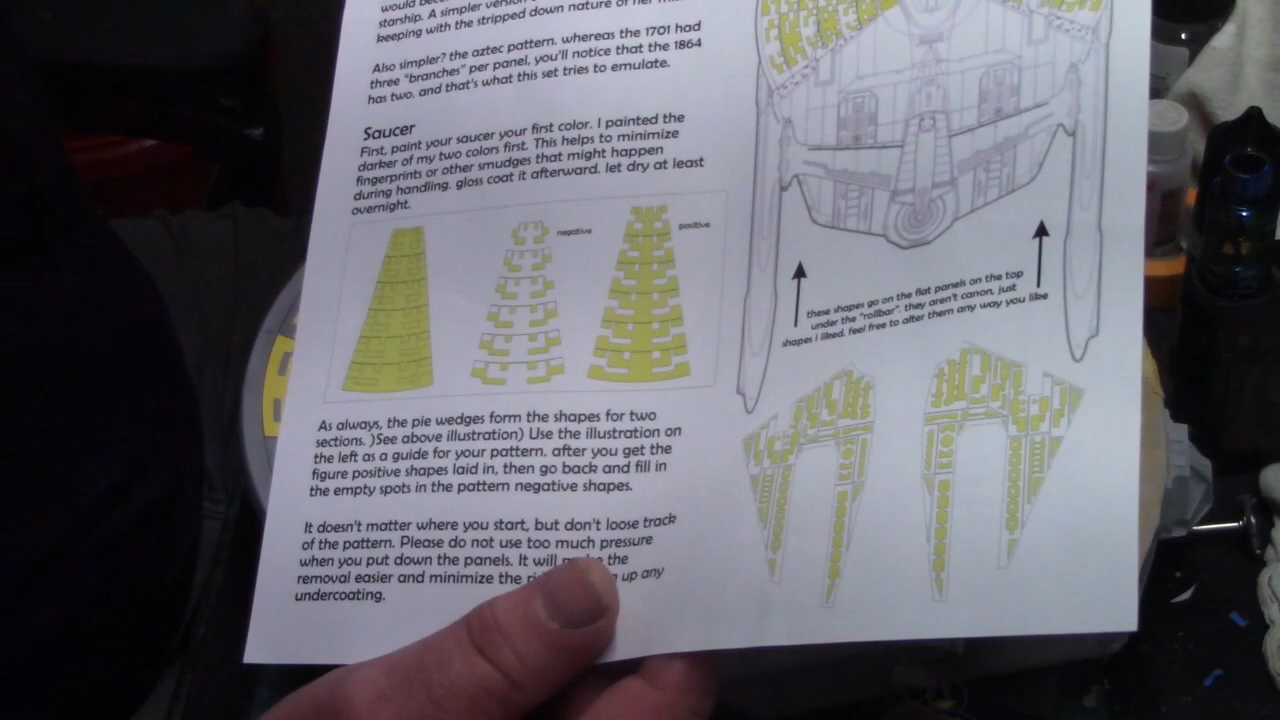 would
starship. A simpler version
keeping with the stripped down nature of her
Also simpler? the aztec pattern. whereas the 1701 had
three "branches" per panel, you'll notice that the 1864
has two. and that's what this set tries to emulate.
Saucer
First, paint your saucer your first color. I painted the
darker of my two colors first. This helps to minimize
fingerprints or other smudges that might happen
during handling. gloss coat it afterward. let dry at least
overnight.
negative
positive
As always, the pie wedges form the shapes for two
sections. )See above illustration) Use the illustration on
the left as a guide for your pattern. after you get the
figure positive shapes laid in, then go back and fill in
the empty spots in the pattern negative shapes.
It doesn't matter where you start, but don't loose track
of the pattern. Please do not use too much pressure
when you put down the panels. It will the
removal easier and minimize the up any
undercoating.
these shapes go on the flat panels on the top
under the "rollbar". they aren't canon, just
shapes I liked. feel free to alter them any way you like